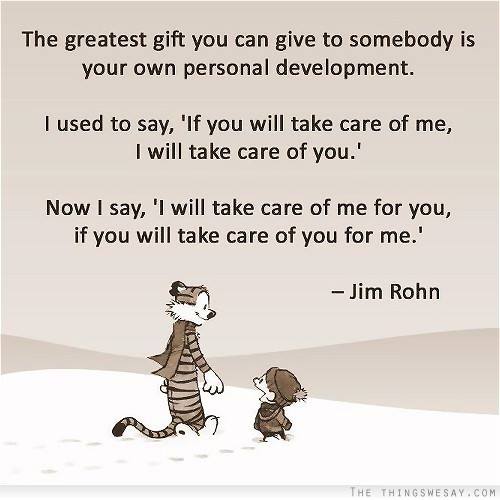 The greatest gift you can give to somebody is
your own personal development.
I used to say, 'If you will take care of me,
I will take care of you.'
Now I say, 'I will take care of me for you,
if you will take care of you for me.'
– Jim Rohn
THE THINGSWESAY.COM